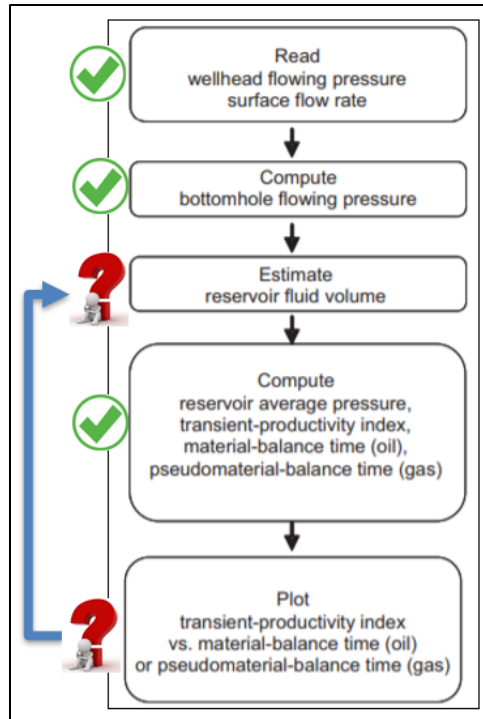 Read
wellhead flowing pressure
surface flow rate
Compute
bottomhole flowing pressure
Estimate
reservoir fluid volume
Compute
reservoir average pressure,
transient-productivity index,
material-balance time (oil),
pseudomaterial-balance time (gas)
Plot
transient-productivity index
vs. material-balance time (oil)
or pseudomaterial-balance time (gas)